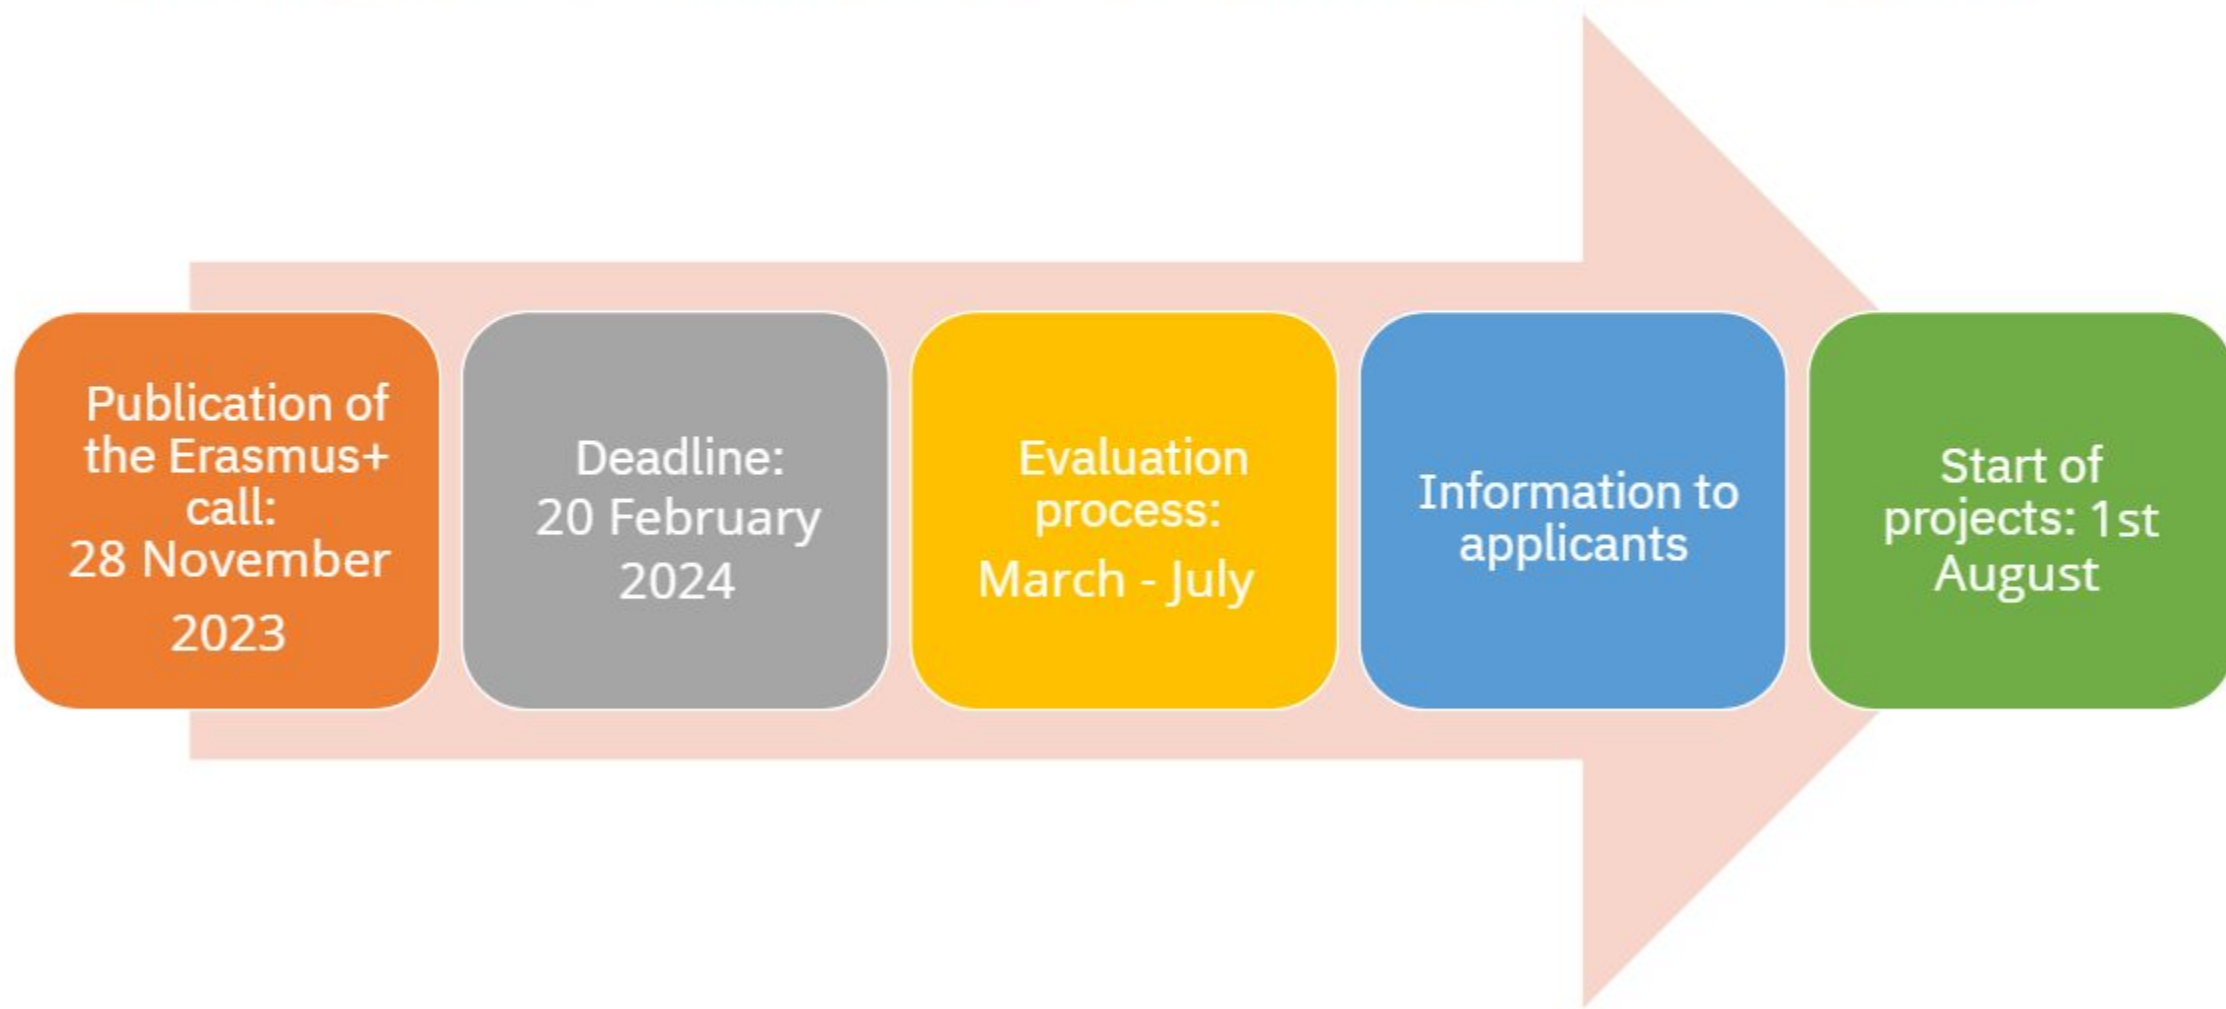 Publication of
the Erasmus+
call:
28 November
2023
Deadline:
20 February
2024
Evaluation
process:
March - July
Information to
applicants
Start of
projects: 1st
August